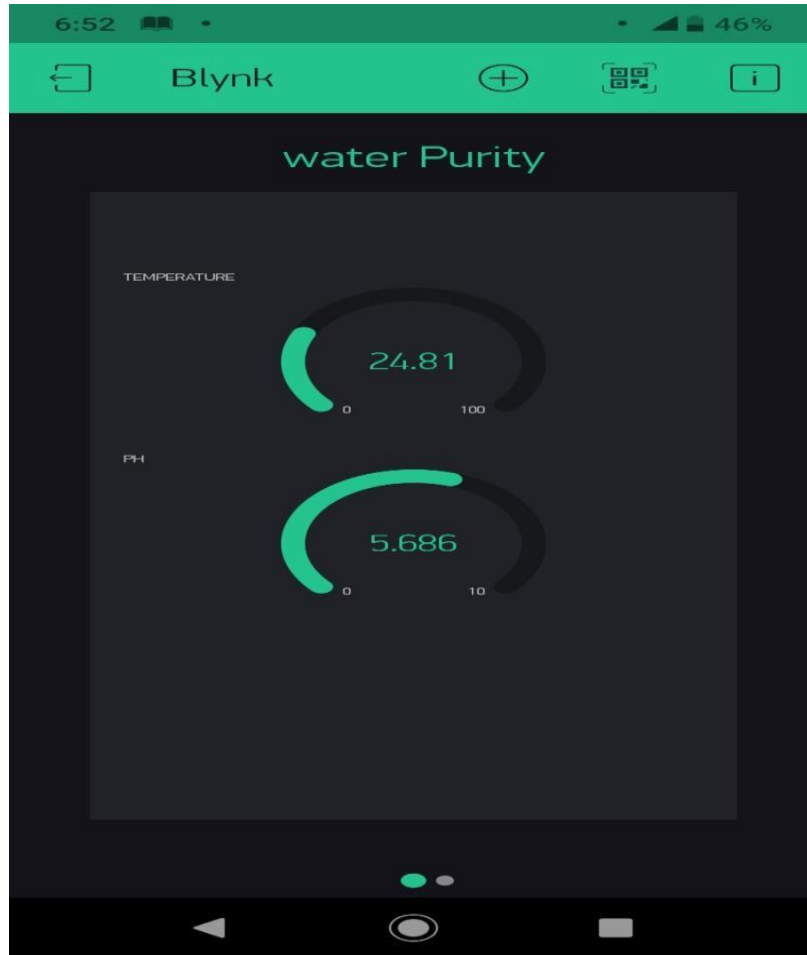 6:52 46%
Blynk i
water Purity
TEMPERATURE
24.81
0 100
PH
5.686
0 10